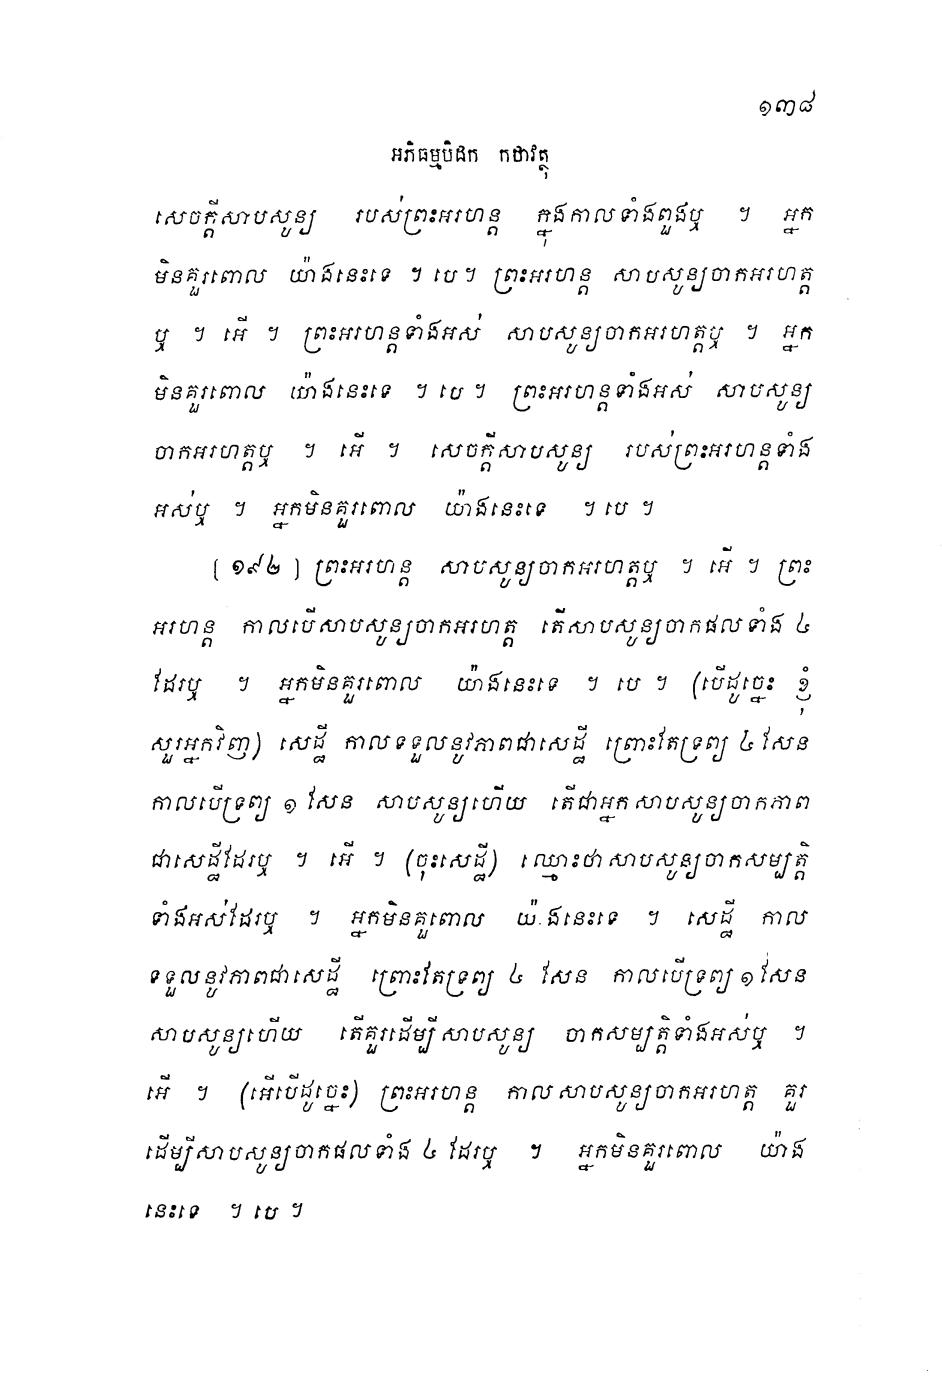 ១៣៨
អភិធម្មបិដក កថាវត្ថុ
សេចក្តីសាបសូន្យ របស់ព្រះអរហន្ត ក្នុងកាលទាំងពួងឬ ។ អ្នក
មិនគួរពោល យ៉ាងនេះទេ ។ បេ។ ព្រះអរហន្ត សាបសូន្យចាកអរហត្ត
ឬ ។ អើ ។ ព្រះអរហន្តទាំងអស់ សាបសូន្យចាកអរហត្តឬ ។ អ្នក
មិនគួរពោល យ៉ាងនេះទេ ។ បេ ។ ព្រះអរហន្តទាំងអស់ សាបសូន្យ
ចាកអរហត្តឬ ។ អើ ។ សេចក្តីសាបសូន្យ របស់ព្រះអរហន្តទាំង
អស់ឬ ។ អ្នកមិនគួរពោល យ៉ាងនេះទេ ។ បេ ។
[ ១៩២ ] ព្រះអរហន្ត សាបសូន្យចាកអរហត្តឬ ។ អើ ។ ព្រះ
អរហន្ត កាលបើសាបសូន្យចាកអរហត្ត តើសាបសូន្យចាកផលទាំង ៤
ដែរឬ ។ អ្នកមិនគួរពោល យ៉ាងនេះទេ ។ បេ ។ (បើដូច្នេះ ខ្ញុំ
សួរអ្នកវិញ) សេដ្ឋី កាលទទួលនូវភាពជាសេដ្ឋី ព្រោះតែទ្រព្យ ៤ សែន
កាលបើទ្រព្យ ១ សែន សាបសូន្យហើយ តើជាអ្នកសាបសូន្យចាកភាព
ជាសេដ្ឋីដែរឬ ។ អើ ។ (ចុះសេដ្ឋី) ឈ្មោះថាសាបសូន្យចាកសម្បត្តិ
ទាំងអស់ដែរឬ ។ អ្នកមិនគួពោល យ៉ាងនេះទេ ។ សេដ្ឋី កាល
ទទួលនូវភាពជាសេដ្ឋី ព្រោះតែទ្រព្យ ៤ សែន កាលបើទ្រព្យ ១ សែន
សាបសូន្យហើយ តើគួរដើម្បីសាបសូន្យ ចាកសម្បត្តិទាំងអស់ឬ ។
អើ ។ (អើបើដូច្នេះ) ព្រះអរហន្ត កាលសាបសូន្យចាកអរហត្ត គួរ
ដើម្បីសាបសូន្យចាកផលទាំង ៤ ដែរឬ ។ អ្នកមិនគួរពោល យ៉ាង
នេះទេ ។ បេ ។